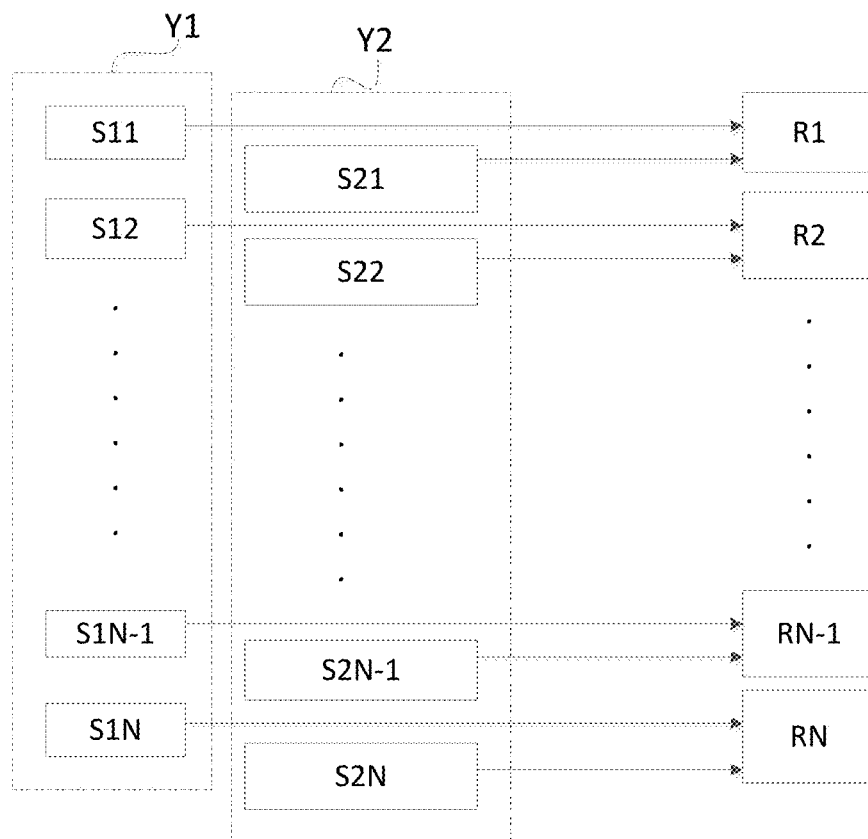 Y1
Y2
S11
R1
S21
S12
R2
S22
S1N-1
RN-1
S2N-1
S1N
RN
S2N